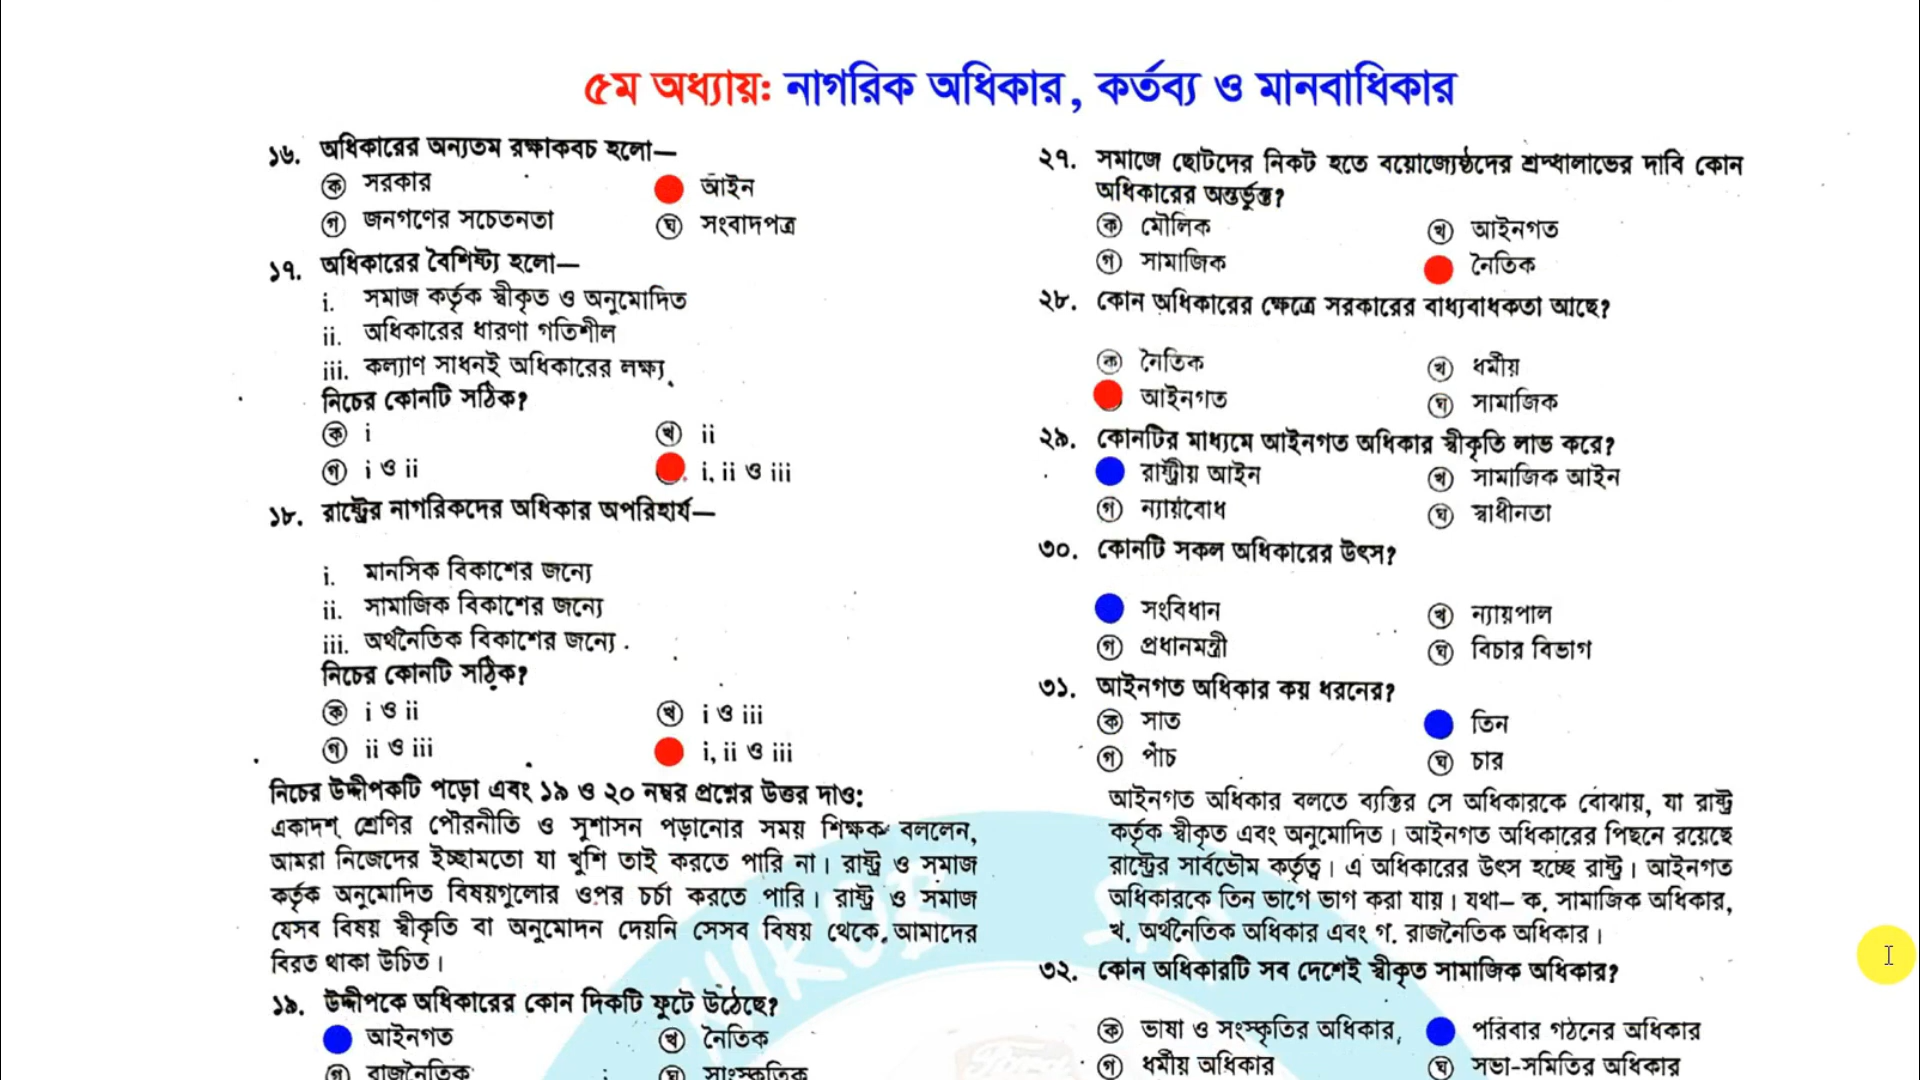 ৫ম অধ্যায়: নাগরিক অধিকার, কর্তব্য ও মানবাধিকার
১৬. অধিকারের অন্যতম রক্ষাকবচ হলো—
ক সরকার
আইন
গ জনগণের সচেতনতা
ঘ সংবাদপত্র
১৭. অধিকারের বৈশিষ্ট্য হলো—
i. সমাজ কর্তৃক স্বীকৃত ও অনুমোদিত
ii. অধিকারের ধারণা গতিশীল
iii. কল্যাণ সাধনই অধিকারের লক্ষ্য
নিচের কোনটি সঠিক?
ক i
খ ii
গ i ও ii
i, ii ও iii
১৮. রাষ্ট্রের নাগরিকদের অধিকার অপরিহার্য—
i. মানসিক বিকাশের জন্যে
ii. সামাজিক বিকাশের জন্যে
iii. অর্থনৈতিক বিকাশের জন্যে
নিচের কোনটি সঠিক?
ক i ও ii
খ i ও iii
গ ii ও iii
i, ii ও iii
নিচের উদ্দীপকটি পড়ো এবং ১৯ ও ২০ নম্বর প্রশ্নের উত্তর দাও:
একাদশ শ্রেণির পৌরনীতি ও সুশাসন পড়ানোর সময় শিক্ষক বললেন,
আমরা নিজেদের ইচ্ছামতো যা খুশি তাই করতে পারি না। রাষ্ট্র ও সমাজ
কর্তৃক অনুমোদিত বিষয়গুলোর ওপর চর্চা করতে পারি। রাষ্ট্র ও সমাজ
যেসব বিষয় স্বীকৃতি বা অনুমোদন দেয়নি সেসব বিষয় থেকে আমাদের
বিরত থাকা উচিত।
১৯. উদ্দীপকে অধিকারের কোন দিকটি ফুটে উঠেছে?
আইনগত
খ নৈতিক
গ রাজনৈতিক
ঘ সাংস্কৃতিক
২৭. সমাজে ছোটদের নিকট হতে বয়োজ্যেষ্ঠদের শ্রদ্ধালাভের দাবি কোন
অধিকারের অন্তর্ভুক্ত?
ক মৌলিক
খ আইনগত
গ সামাজিক
নৈতিক
২৮. কোন অধিকারের ক্ষেত্রে সরকারের বাধ্যবাধকতা আছে?
ক নৈতিক
খ ধর্মীয়
আইনগত
ঘ সামাজিক
২৯. কোনটির মাধ্যমে আইনগত অধিকার স্বীকৃতি লাভ করে?
রাষ্ট্রীয় আইন
খ সামাজিক আইন
গ ন্যায়বোধ
ঘ স্বাধীনতা
৩০. কোনটি সকল অধিকারের উৎস?
সংবিধান
খ ন্যায়পাল
গ প্রধানমন্ত্রী
ঘ বিচার বিভাগ
৩১. আইনগত অধিকার কয় ধরনের?
ক সাত
তিন
গ পাঁচ
ঘ চার
আইনগত অধিকার বলতে ব্যক্তির সে অধিকারকে বোঝায়, যা রাষ্ট্র
কর্তৃক স্বীকৃত এবং অনুমোদিত। আইনগত অধিকারের পিছনে রয়েছে
রাষ্ট্রের সার্বভৌম কর্তৃত্ব। এ অধিকারের উৎস হচ্ছে রাষ্ট্র। আইনগত
অধিকারকে তিন ভাগে ভাগ করা যায়। যথা– ক. সামাজিক অধিকার,
খ. অর্থনৈতিক অধিকার এবং গ. রাজনৈতিক অধিকার।
৩২. কোন অধিকারটি সব দেশেই স্বীকৃত সামাজিক অধিকার?
ক ভাষা ও সংস্কৃতির অধিকার
পরিবার গঠনের অধিকার
গ ধর্মীয় অধিকার
ঘ সভা-সমিতির অধিকার